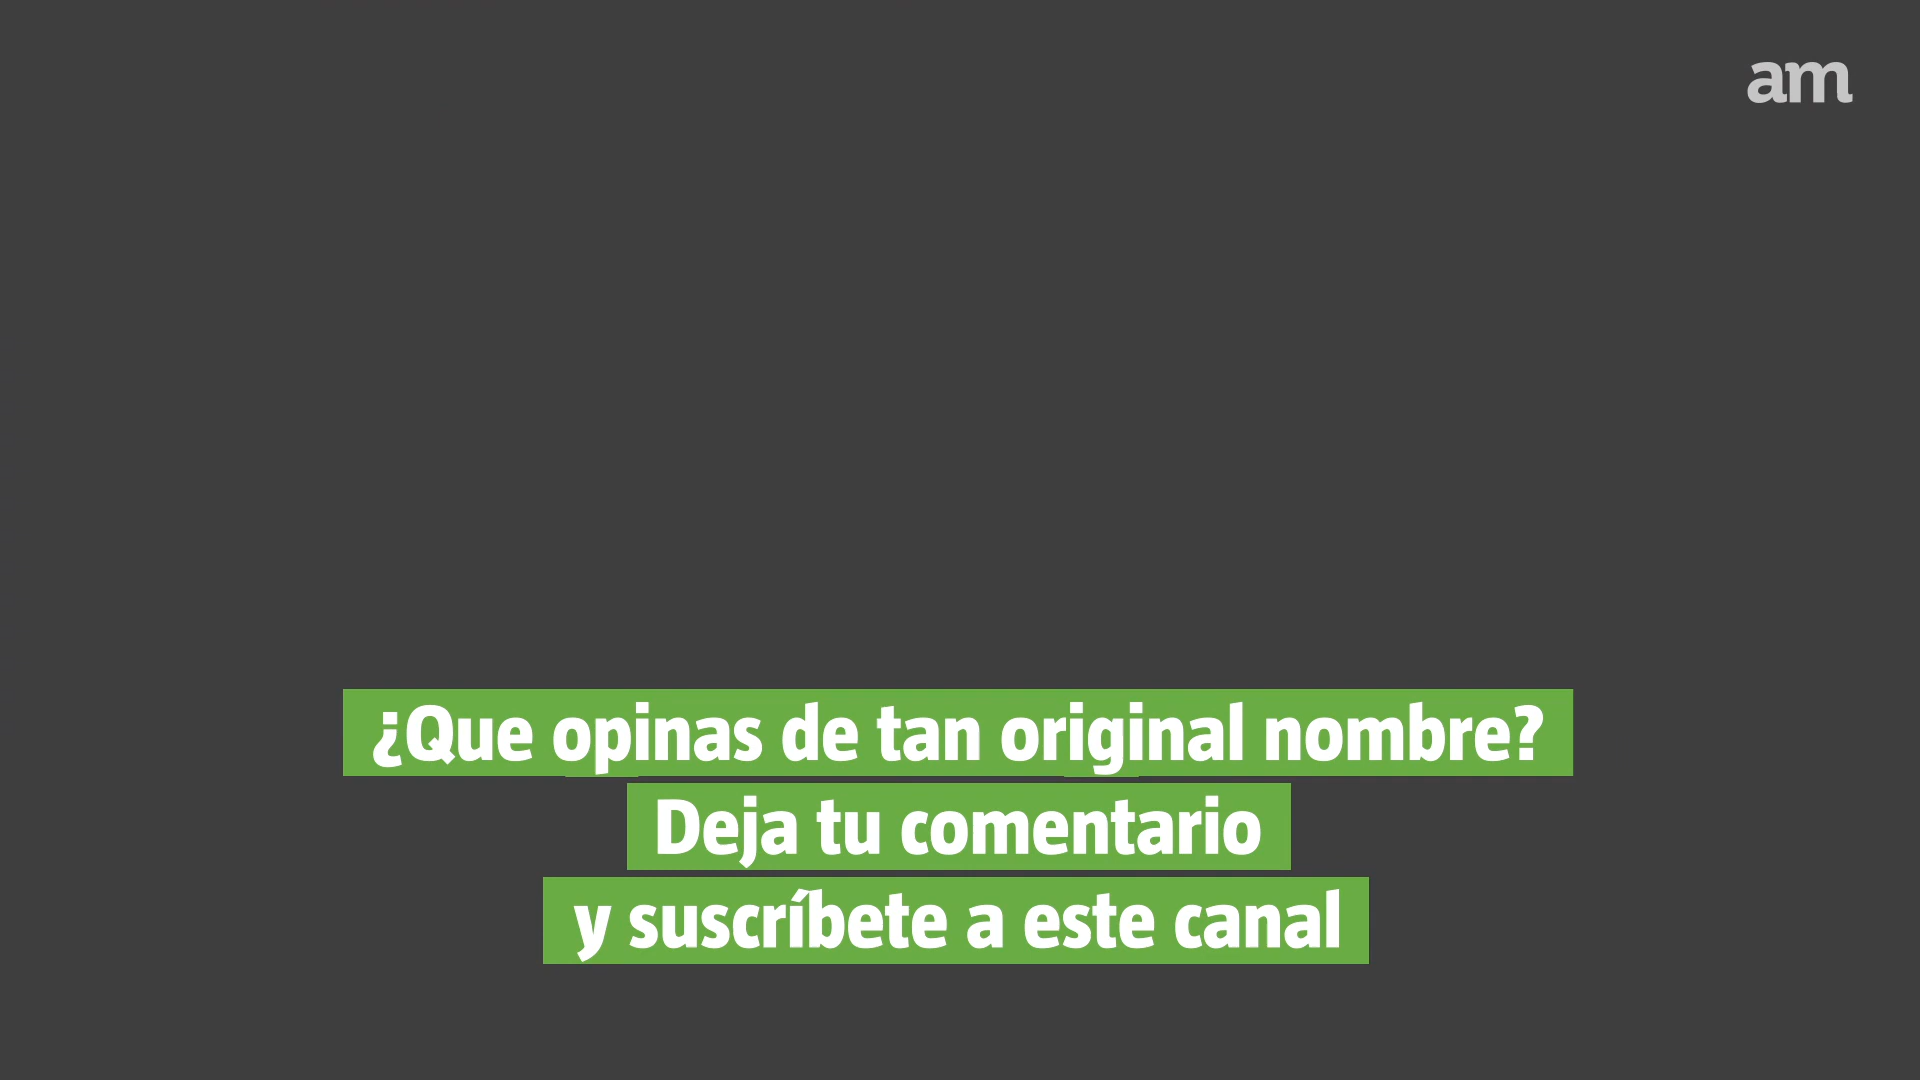 am
¿Que opinas de tan original nombre?
Deja tu comentario
y suscríbete a este canal